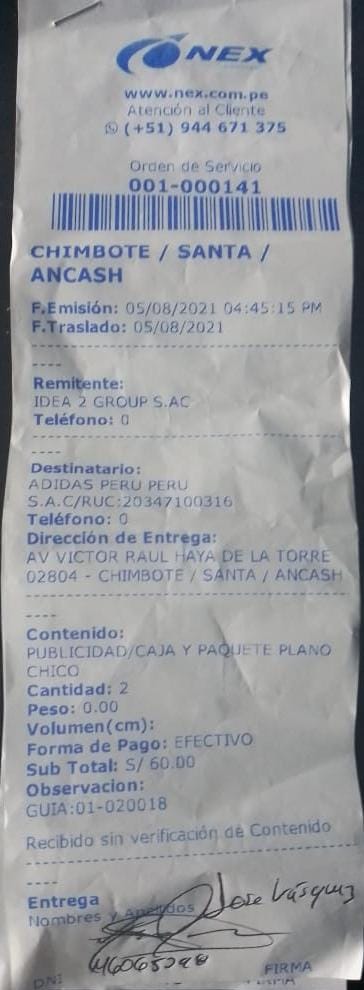 NEX
www.nex.com.pe
Atención al Cliente
(+51) 944 671 375
Orden de Servicio
001-000141
CHIMBOTE / SANTA /
ANCASH
F.Emisión: 05/08/2021 04:45:15 PM
F.Traslado: 05/08/2021
Remitente:
IDEA 2 GROUP S.AC
Teléfono: 0
Destinatario:
ADIDAS PERU PERU
S.A.C/RUC:20347100316
Teléfono: 0
Dirección de Entrega:
AV VICTOR RAUL HAYA DE LA TORRE
02804 - CHIMBOTE / SANTA / ANCASH
Contenido:
PUBLICIDAD/CAJA Y PAQUETE PLANO
CHICO
Cantidad: 2
Peso: 0.00
Volumen(cm):
Forma de Pago: EFECTIVO
Sub Total: S/ 60.00
Observacion:
GUIA:01-020018
Recibido sin verificación de Contenido
Entrega
Nombres y Apellidos Jose Vásquez
DNI FIRMA